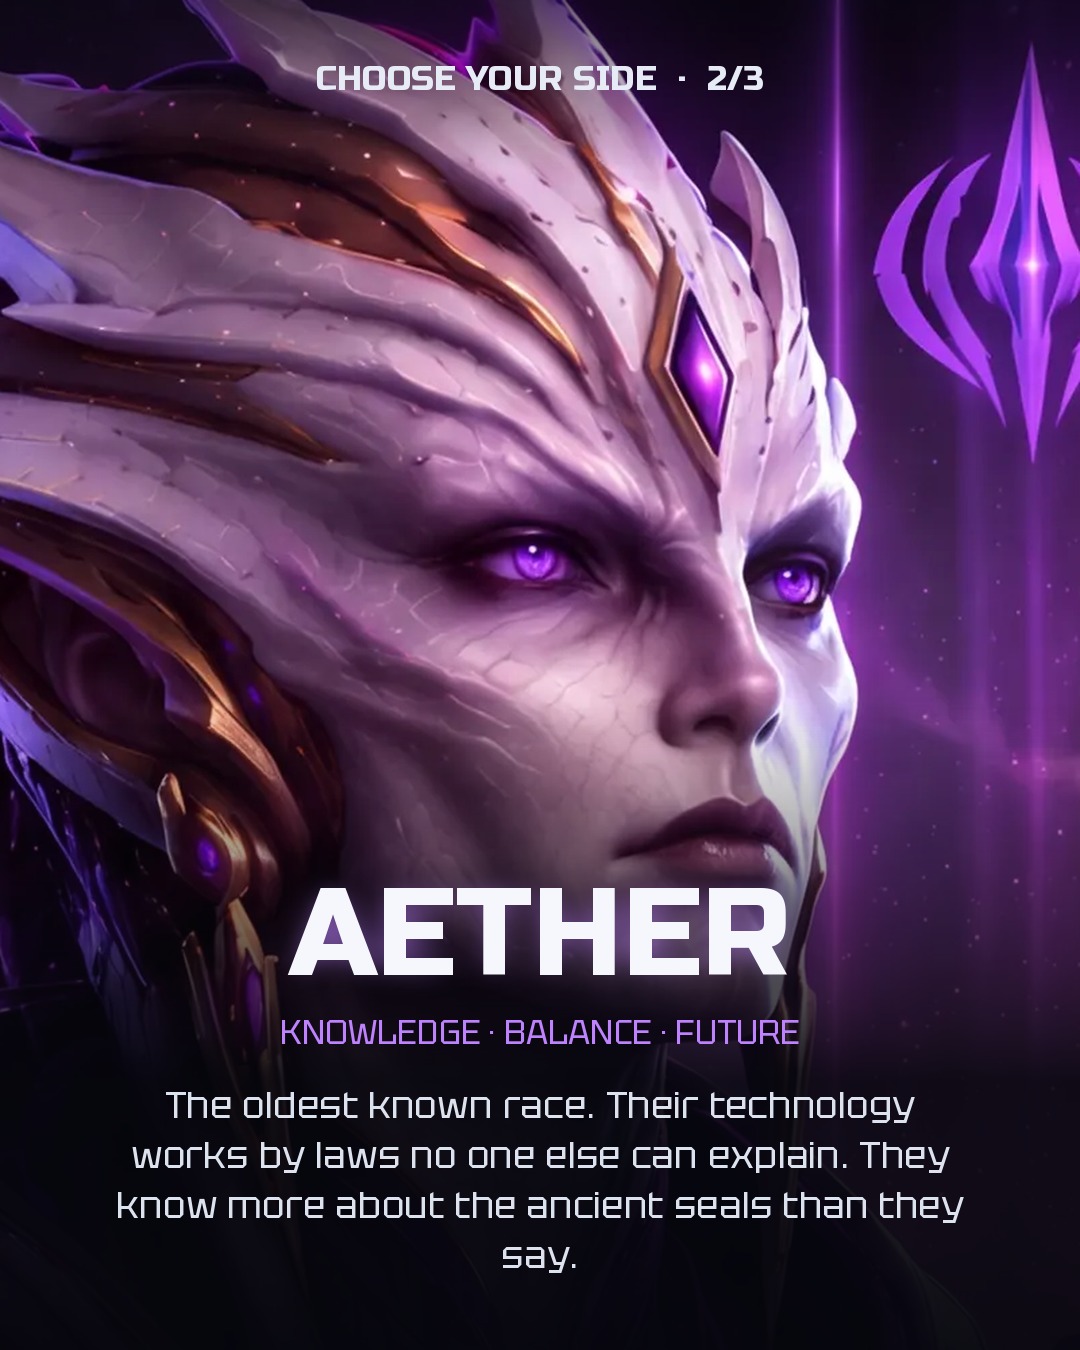 CHOOSE YOUR SIDE · 2/3
AETHER
KNOWLEDGE · BALANCE · FUTURE
The oldest known race. Their technology
works by laws no one else can explain. They
know more about the ancient seals than they
say.